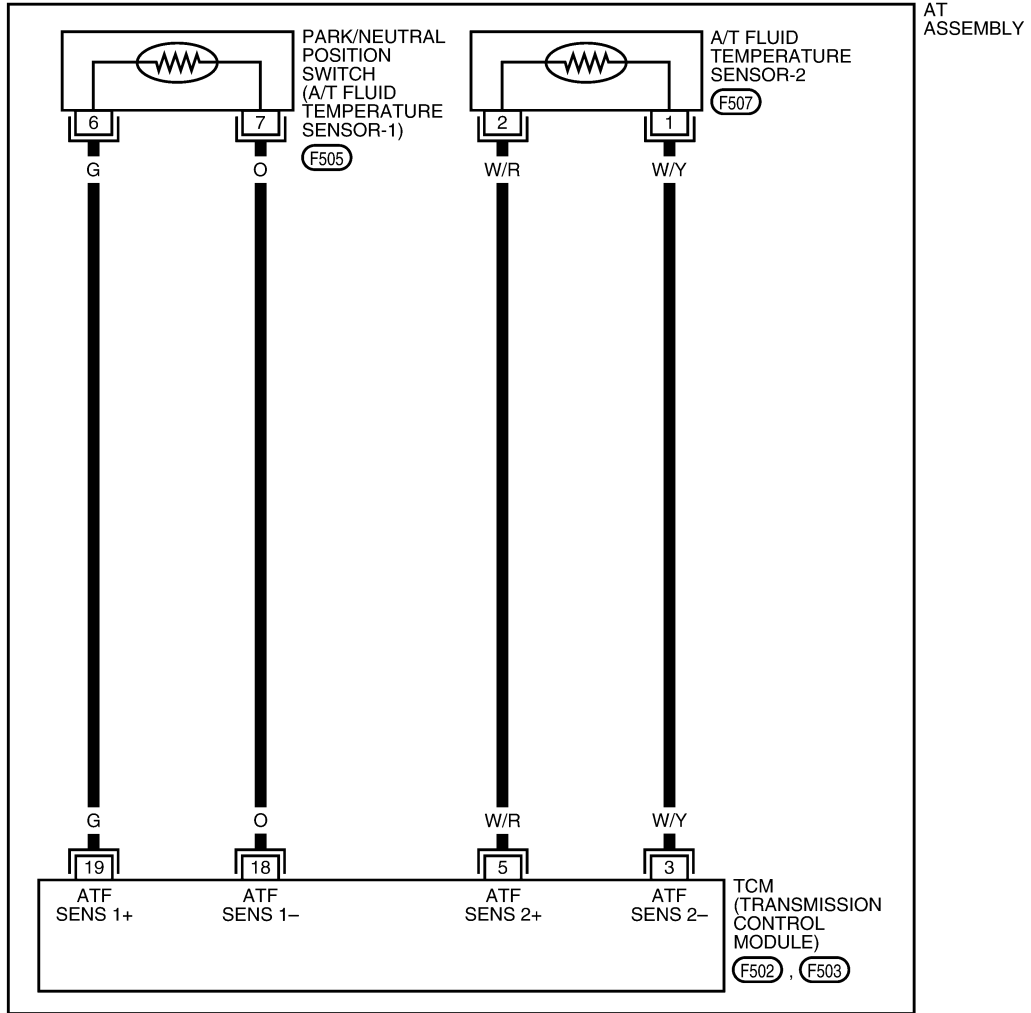 AT
ASSEMBLY
PARK/NEUTRAL
POSITION
SWITCH
(A/T FLUID
TEMPERATURE
SENSOR-1)
F505
A/T FLUID
TEMPERATURE
SENSOR-2
F507
6
7
2
1
G
O
W/R
W/Y
G
O
W/R
W/Y
19
18
5
3
ATF
SENS 1+
ATF
SENS 1–
ATF
SENS 2+
ATF
SENS 2–
TCM
(TRANSMISSION
CONTROL
MODULE)
F502 , F503